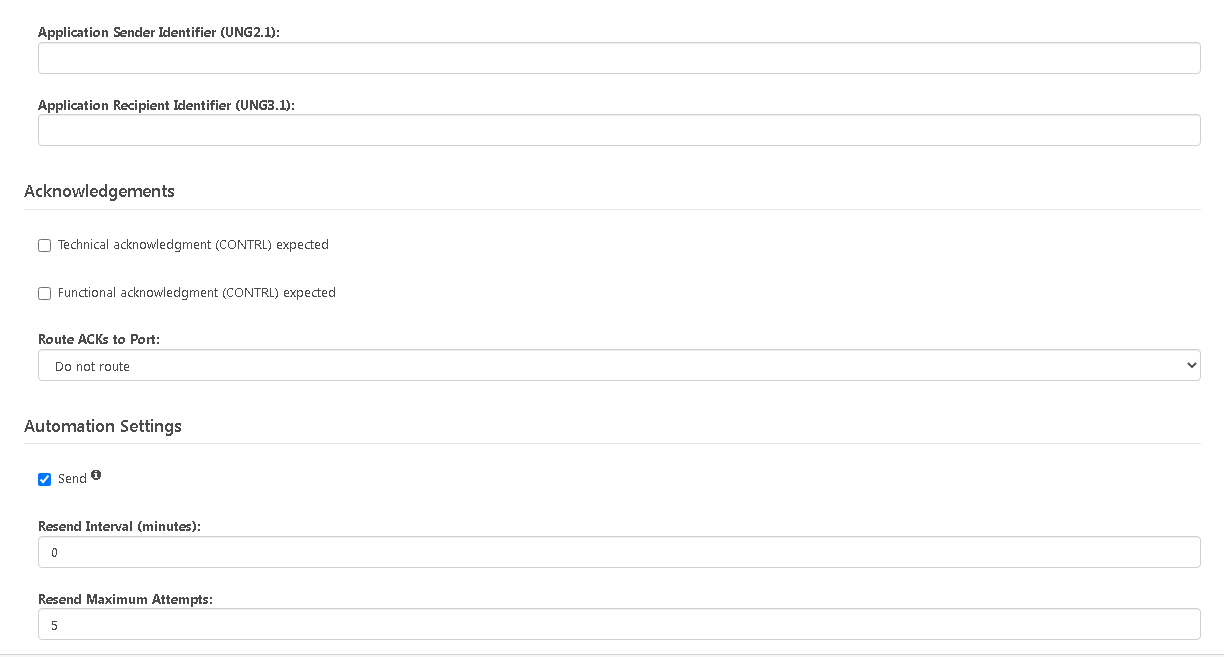 Application Sender Identifier (UNG2.1):
Application Recipient Identifier (UNG3.1):
Acknowledgements
Technical acknowledgment (CONTRL) expected
Functional acknowledgment (CONTRL) expected
Route ACKs to Port:
Do not route
Automation Settings
Send
Resend Interval (minutes):
0
Resend Maximum Attempts:
5